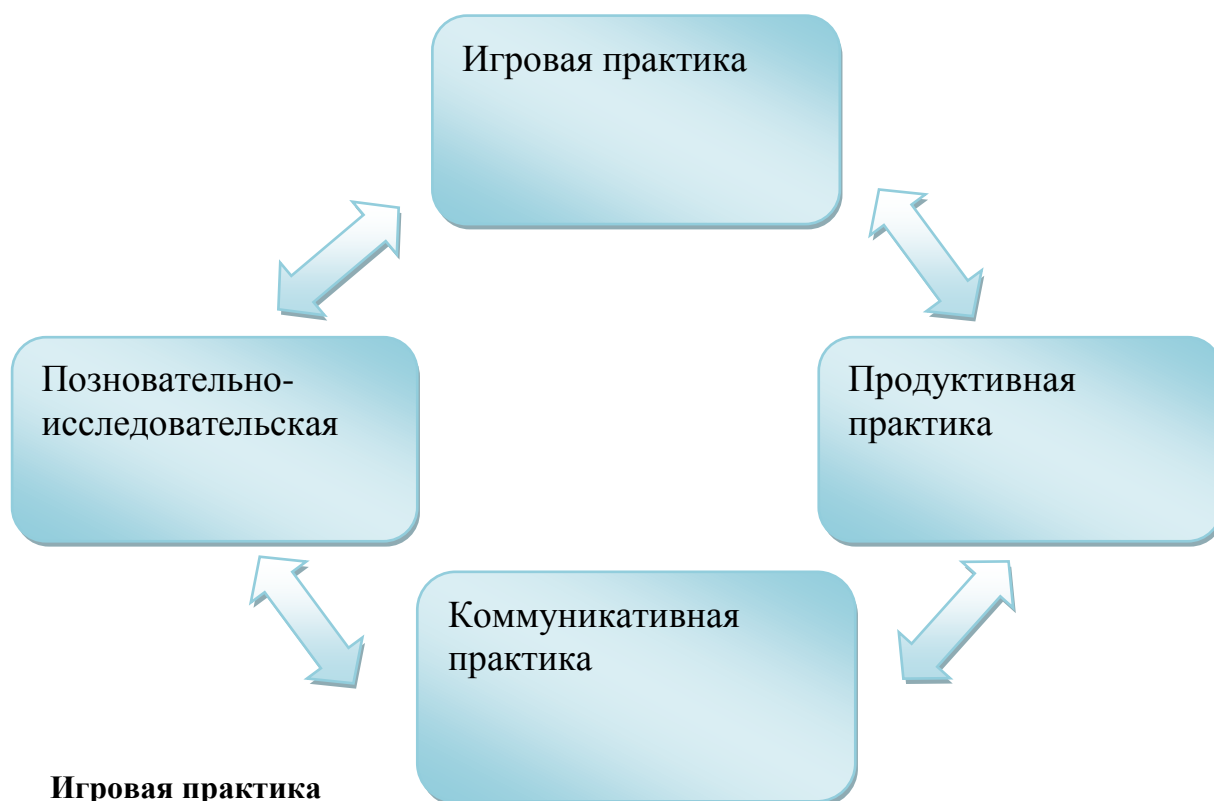 Игровая практика
Позновательно-
исследовательская
Продуктивная
практика
Коммуникативная
практика
Игровая практика